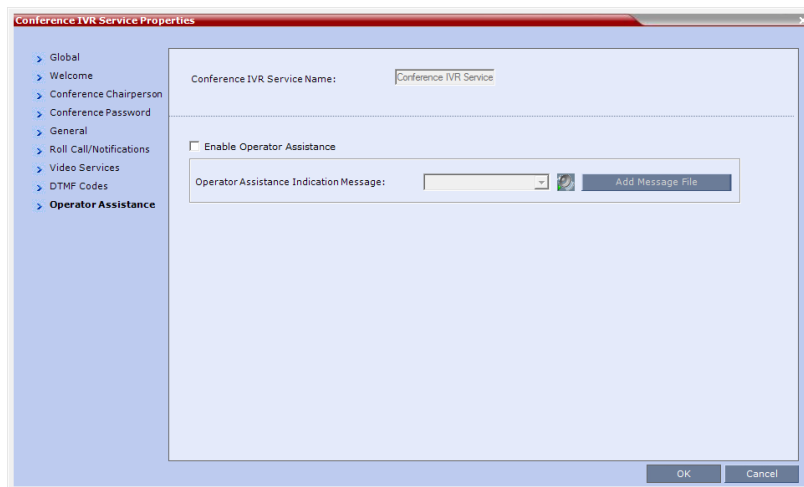 Conference IVR Service Properties
Global
Welcome
Conference Chairperson
Conference Password
General
Roll Call/Notifications
Video Services
DTMF Codes
Operator Assistance
Conference IVR Service Name: Conference IVR Service
Enable Operator Assistance
Operator Assistance Indication Message: Add Message File
OK Cancel